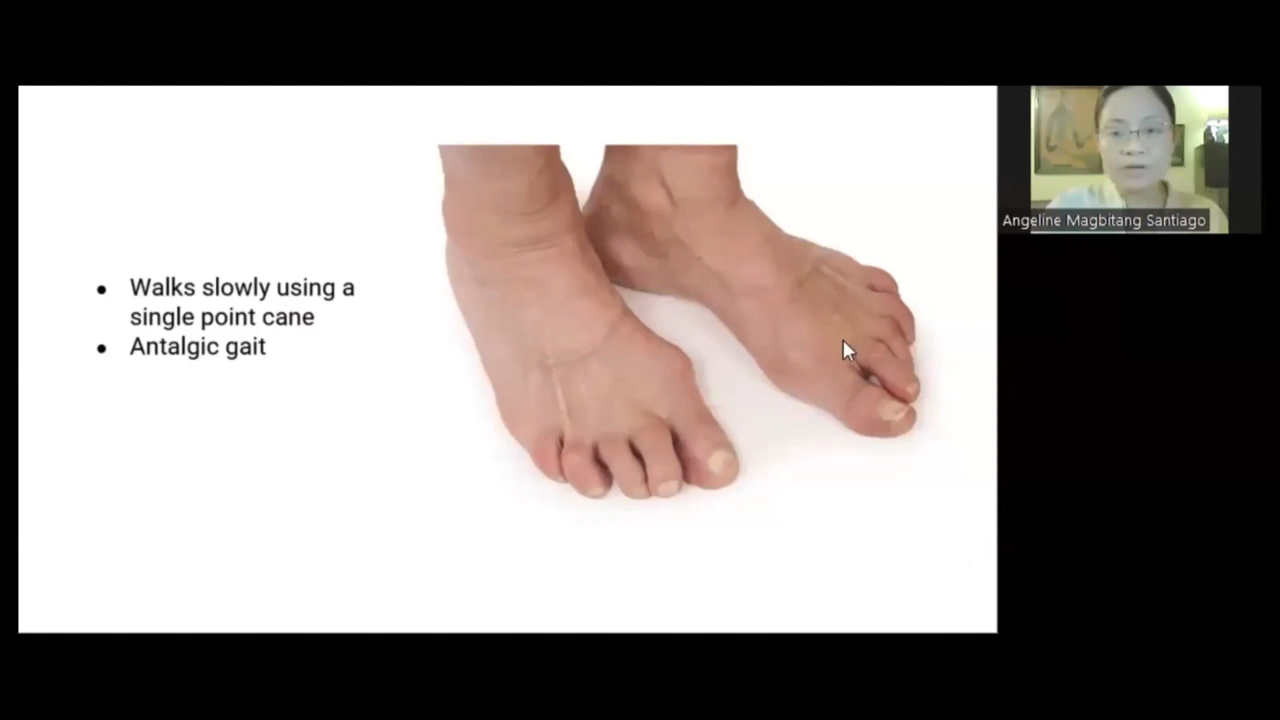 ● Walks slowly using a
single point cane
● Antalgic gait
Angeline Magbitang Santiago